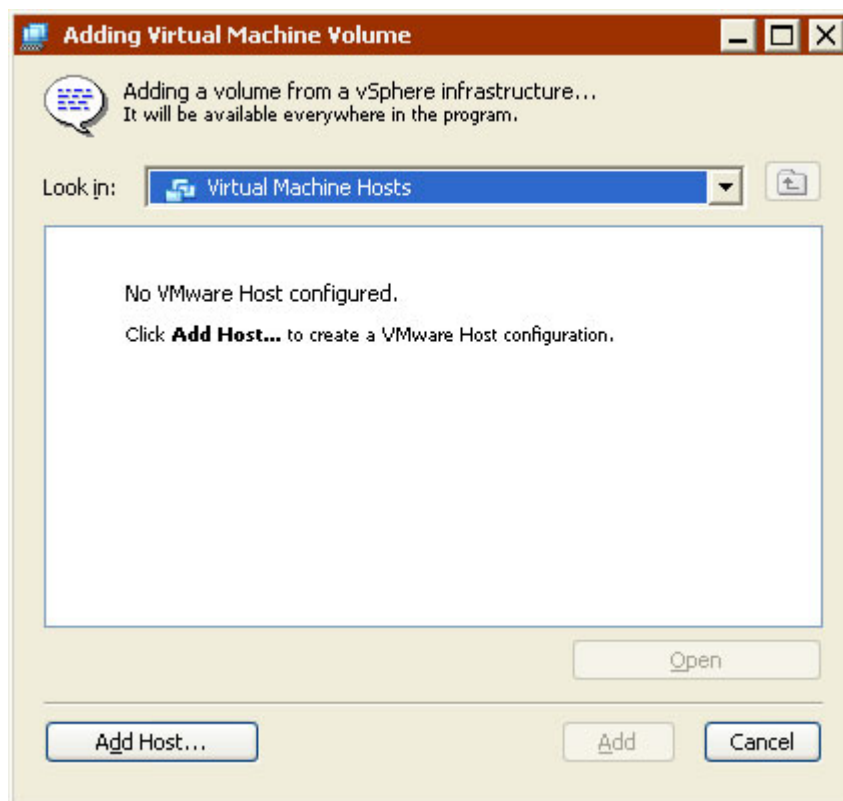 Adding Virtual Machine Volume
Adding a volume from a vSphere infrastructure...
It will be available everywhere in the program.
Look in: Virtual Machine Hosts
No VMware Host configured.
Click Add Host... to create a VMware Host configuration.
Open
Add Host... Add Cancel